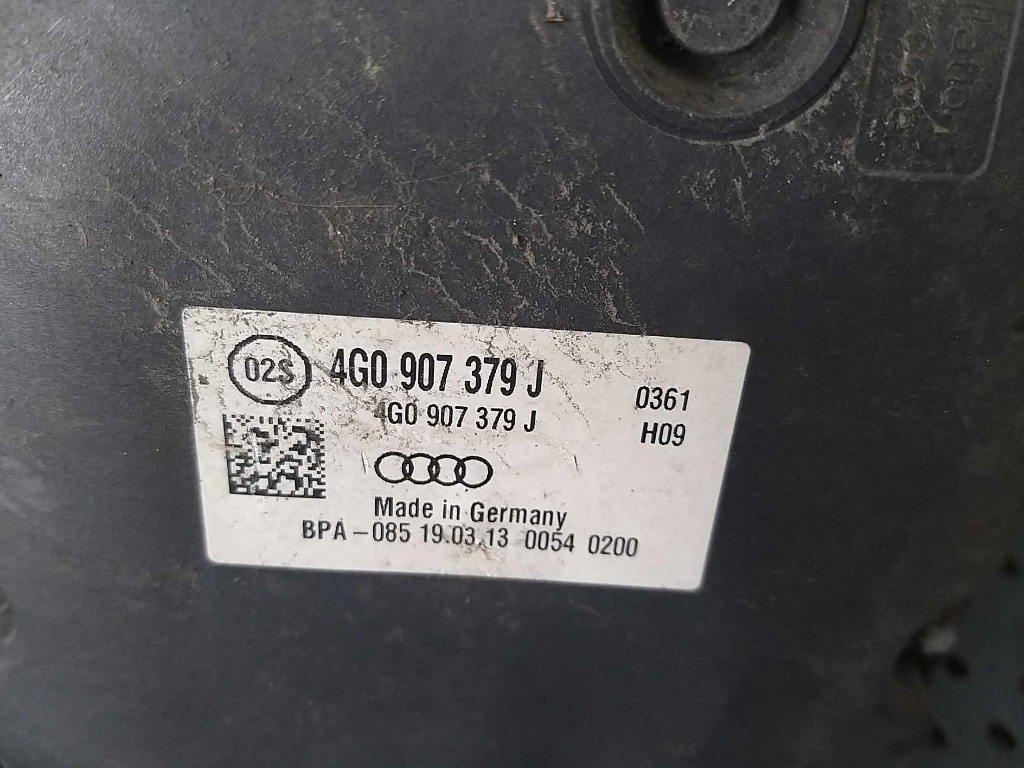 02S
4G0 907 379 J
4G0 907 379 J
0361
H09
Made in Germany
BPA-085 19.03.13 0054 0200